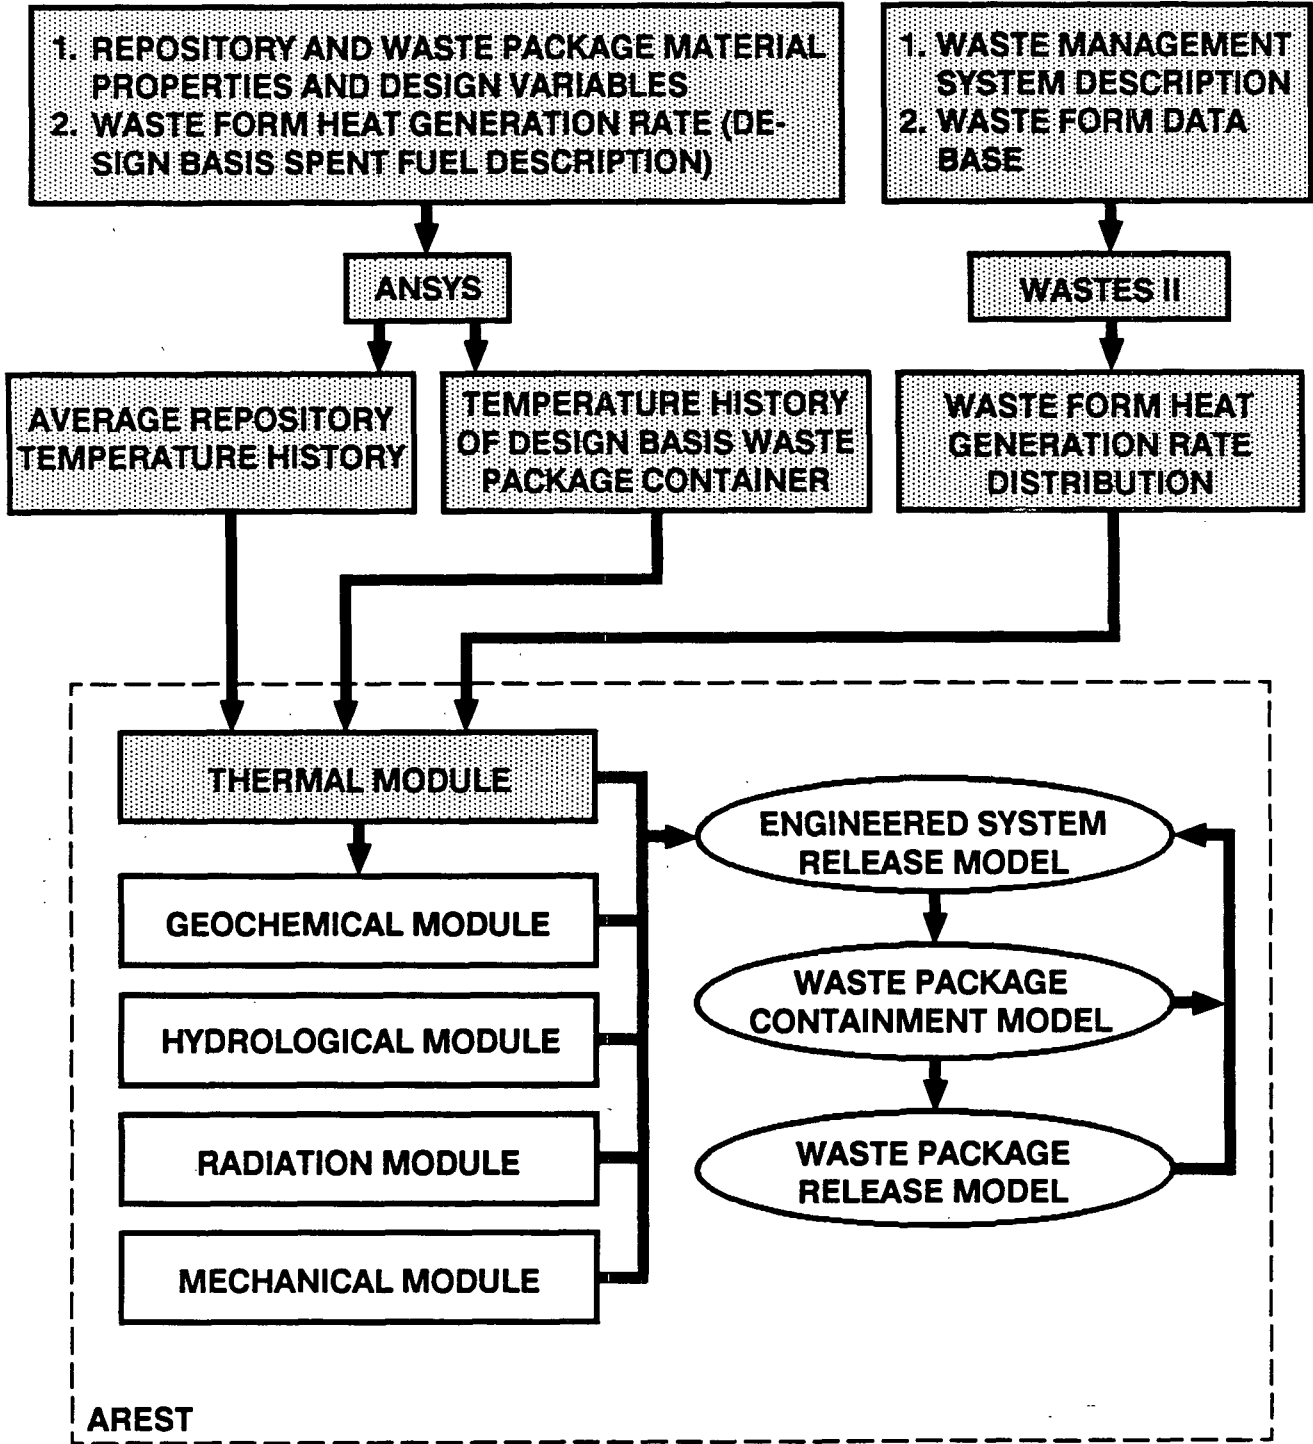 1. REPOSITORY AND WASTE PACKAGE MATERIAL
PROPERTIES AND DESIGN VARIABLES
2. WASTE FORM HEAT GENERATION RATE (DE-
SIGN BASIS SPENT FUEL DESCRIPTION)
1. WASTE MANAGEMENT
SYSTEM DESCRIPTION
2. WASTE FORM DATA
BASE
ANSYS
WASTES II
AVERAGE REPOSITORY
TEMPERATURE HISTORY
TEMPERATURE HISTORY
OF DESIGN BASIS WASTE
PACKAGE CONTAINER
WASTE FORM HEAT
GENERATION RATE
DISTRIBUTION
THERMAL MODULE
GEOCHEMICAL MODULE
HYDROLOGICAL MODULE
RADIATION MODULE
MECHANICAL MODULE
ENGINEERED SYSTEM
RELEASE MODEL
WASTE PACKAGE
CONTAINMENT MODEL
WASTE PACKAGE
RELEASE MODEL
AREST